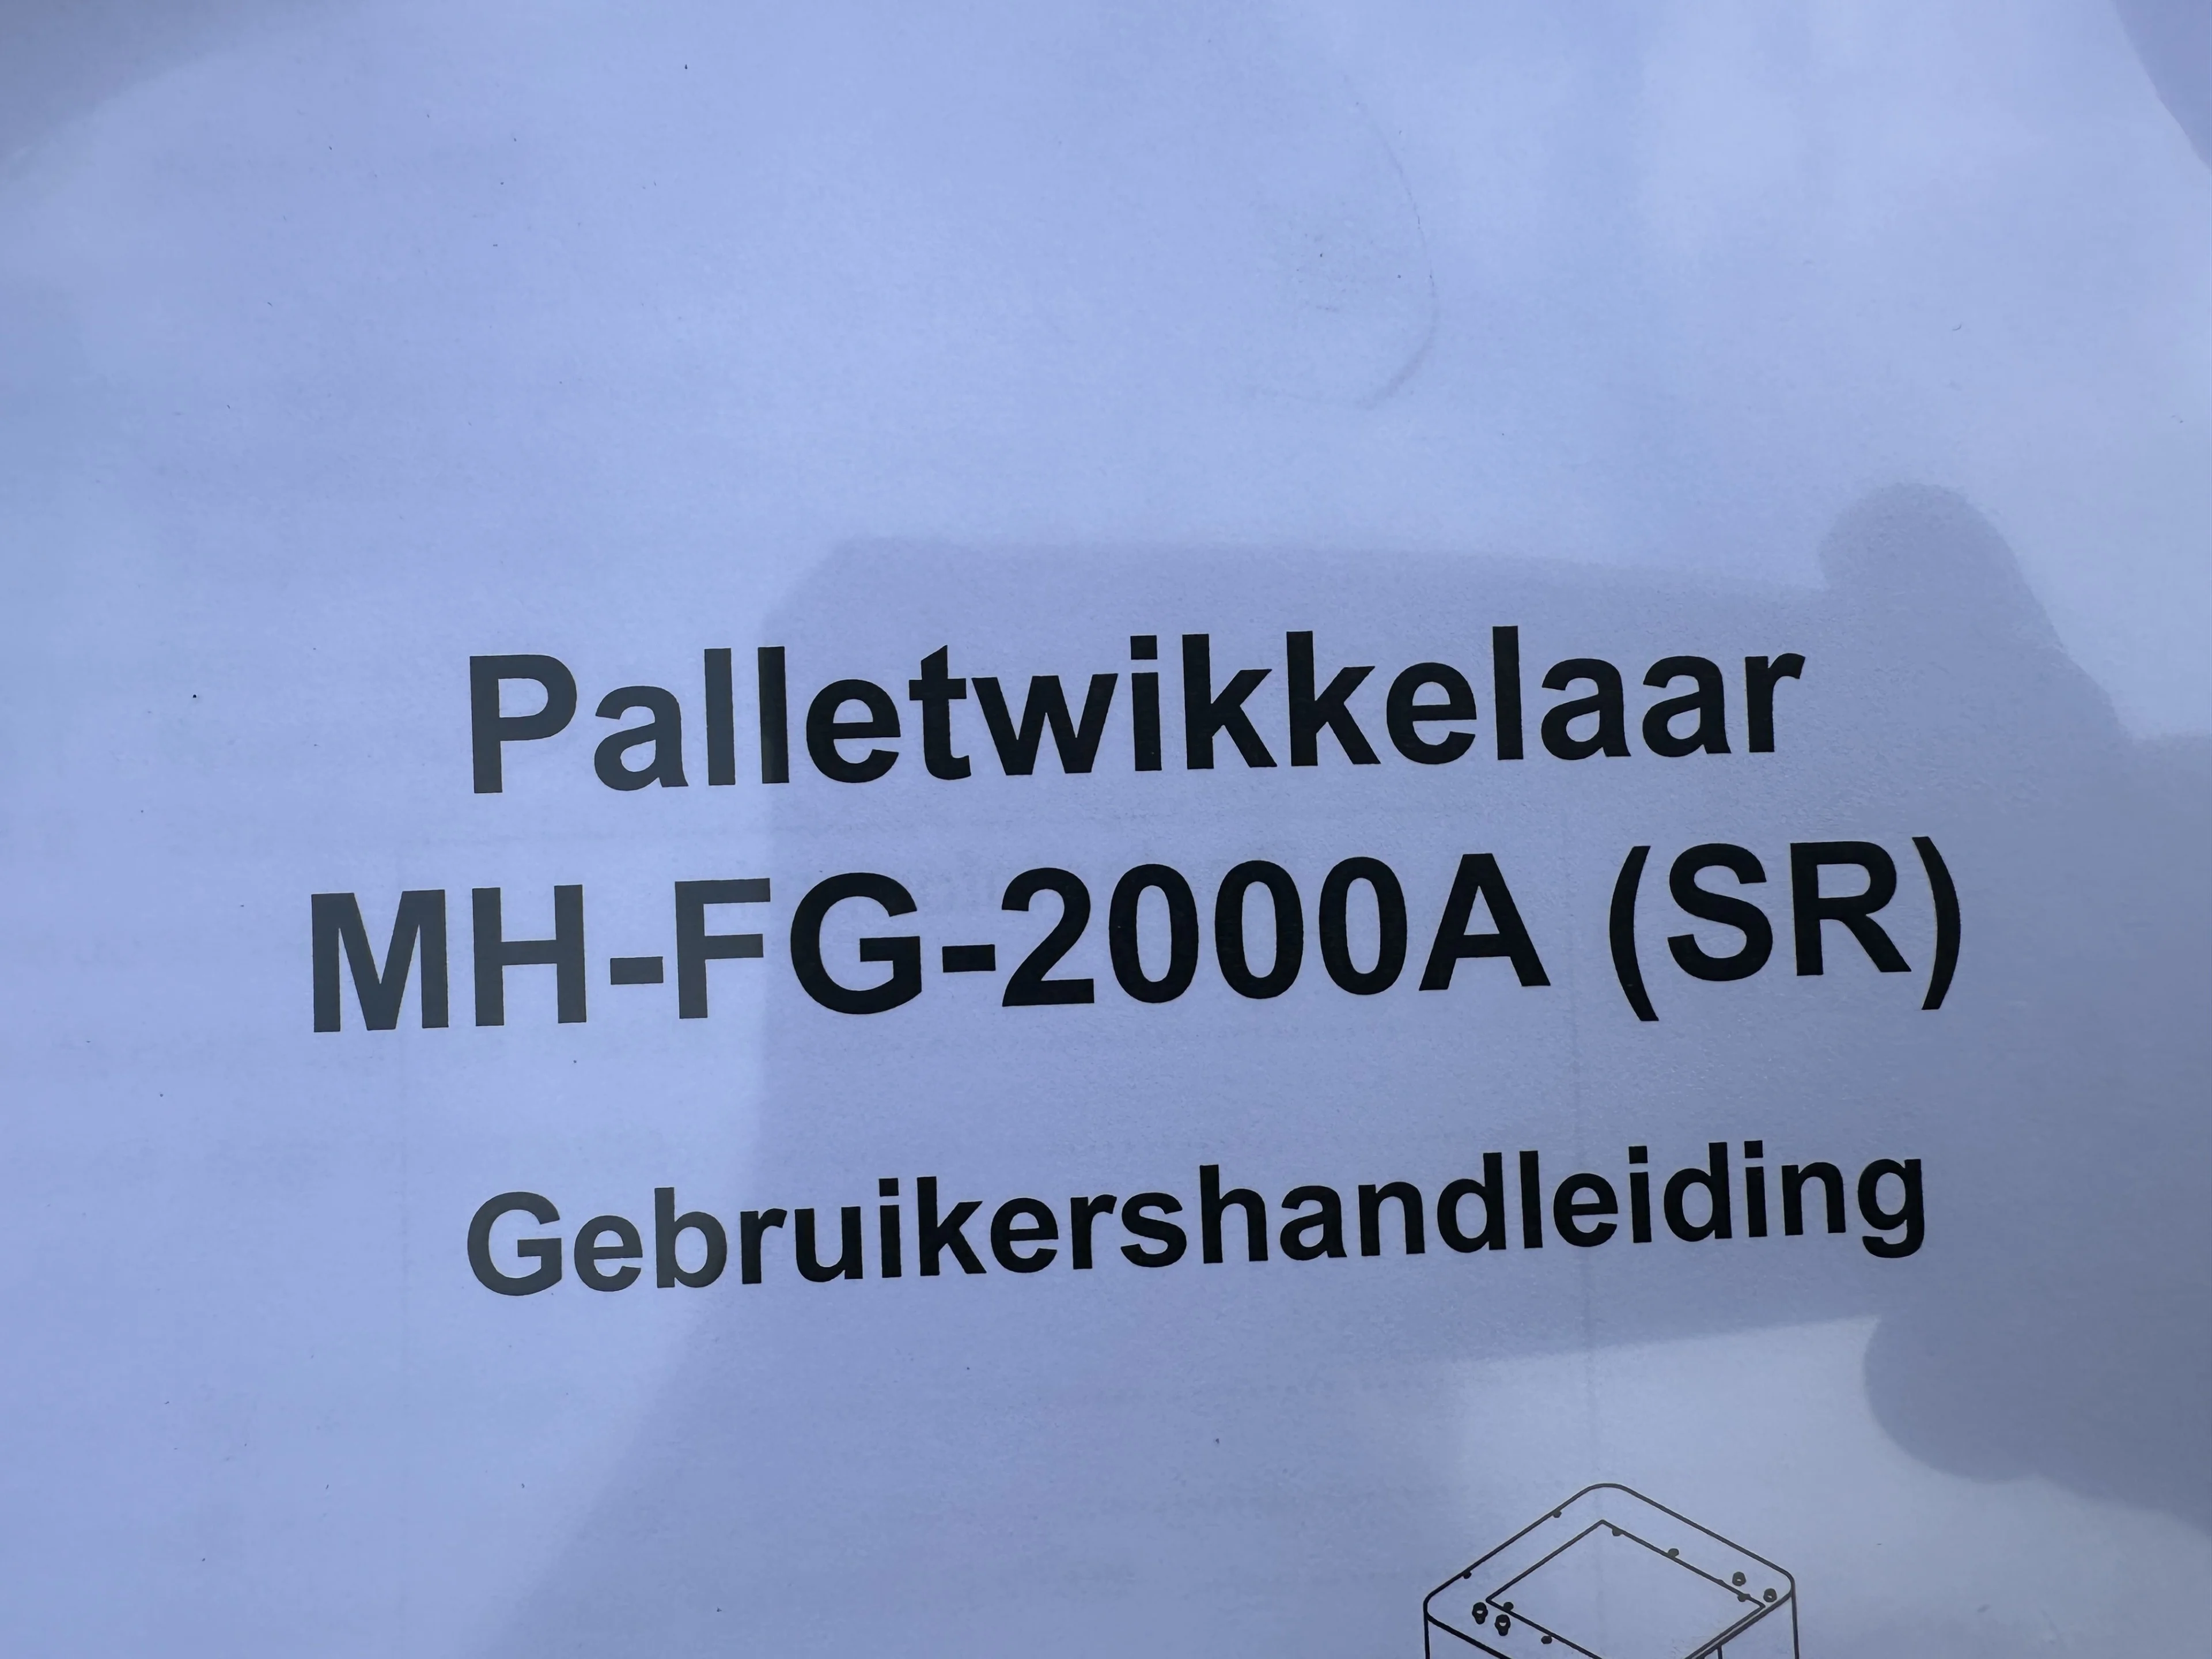 Palletwikkelaar
MH-FG-2000A (SR)
Gebruikershandleiding